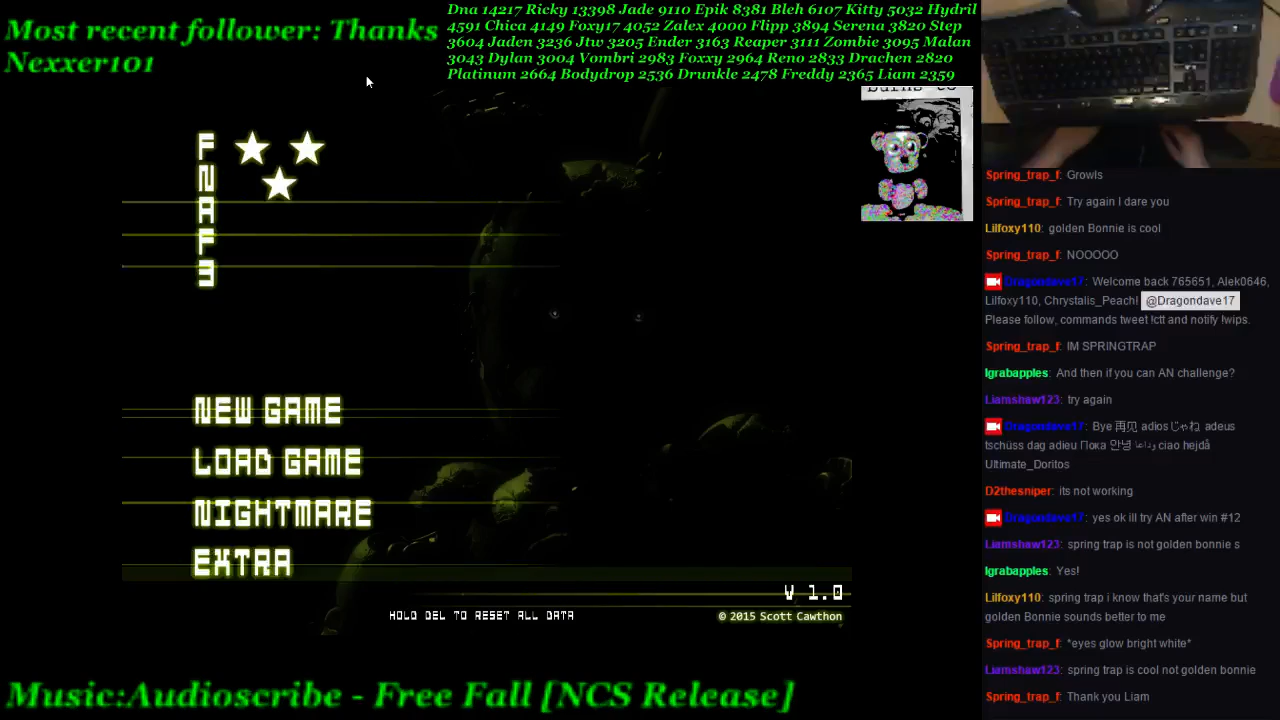 Most recent follower: Thanks
Nexxer101
Dna 14217 Ricky 13398 Jade 9110 Epik 8381 Bleh 6107 Kitty 5032 Hydril
4591 Chica 4149 Foxy17 4052 Zalex 4000 Flipp 3894 Serena 3820 Step
3604 Jaden 3236 Jtw 3205 Ender 3163 Reaper 3111 Zombie 3095 Malan
3043 Dylan 3004 Vombri 2983 Foxxy 2964 Reno 2833 Drachen 2820
Platinum 2664 Bodydrop 2536 Drunkle 2478 Freddy 2365 Liam 2359
FNAF3
NEW GAME
LOAD GAME
NIGHTMARE
EXTRA
V 1.0
HOLD DEL TO RESET ALL DATA
© 2015 Scott Cawthon
Music:Audioscribe - Free Fall [NCS Release]
Spring_trap_f: Growls
Spring_trap_f: Try again I dare you
Lilfoxy110: golden Bonnie is cool
Spring_trap_f: NOOOOO
Dragondave17: Welcome back 765651, Alek0646,
Lilfoxy110, Chrystalis_Peach! @Dragondave17
Please follow, commands tweet !ctt and notify !wips.
Spring_trap_f: IM SPRINGTRAP
Igrabapples: And then if you can AN challenge?
Liamshaw123: try again
Dragondave17: Bye 再见 adios じゃね adeus
tschüss dag adieu Пока 안녕 وداعا ciao hejdå
Ultimate_Doritos
D2thesniper: its not working
Dragondave17: yes ok ill try AN after win #12
Liamshaw123: spring trap is not golden bonnie s
Igrabapples: Yes!
Lilfoxy110: spring trap i know that's your name but
golden Bonnie sounds better to me
Spring_trap_f: *eyes glow bright white*
Liamshaw123: spring trap is cool not golden bonnie
Spring_trap_f: Thank you Liam